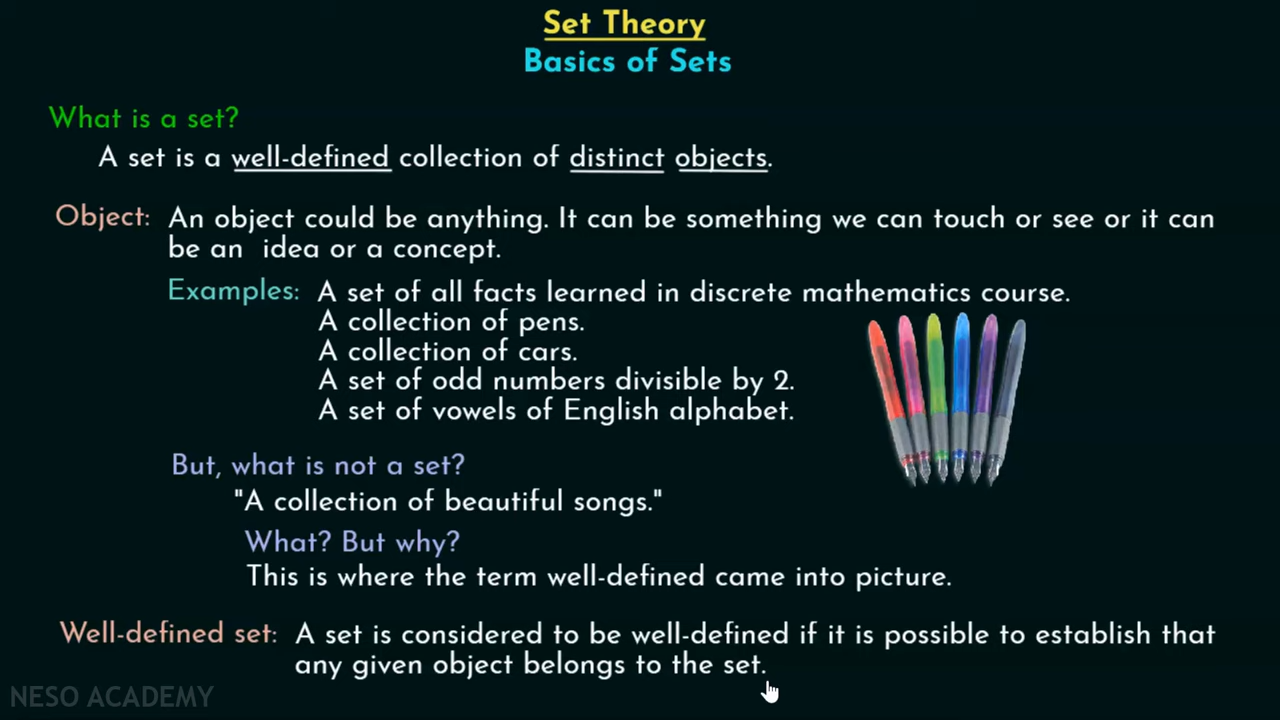 Set Theory
Basics of Sets
What is a set?
A set is a well-defined collection of distinct objects.
Object: An object could be anything. It can be something we can touch or see or it can
be an idea or a concept.
Examples: A set of all facts learned in discrete mathematics course.
A collection of pens.
A collection of cars.
A set of odd numbers divisible by 2.
A set of vowels of English alphabet.
But, what is not a set?
"A collection of beautiful songs."
What? But why?
This is where the term well-defined came into picture.
Well-defined set: A set is considered to be well-defined if it is possible to establish that
any given object belongs to the set.
NESO ACADEMY